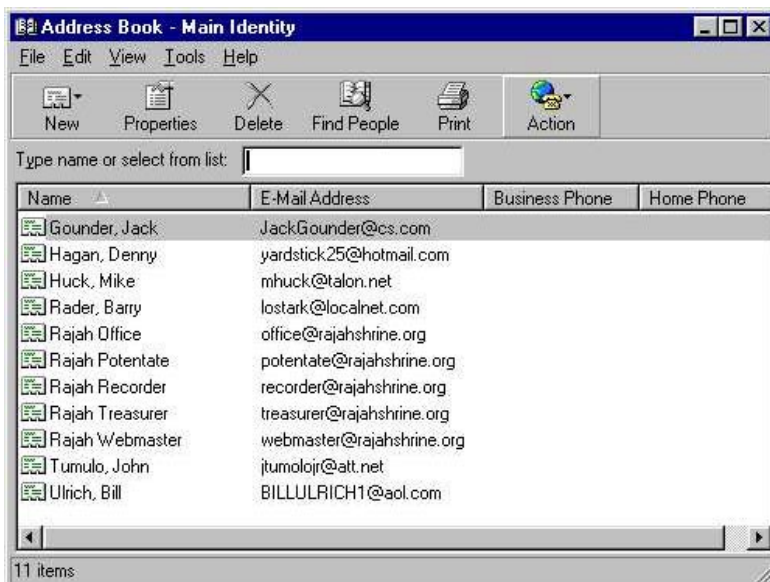 Address Book - Main Identity
File Edit View Tools Help
New Properties Delete Find People Print Action
Type name or select from list:
Name E-Mail Address Business Phone Home Phone
Gounder, Jack JackGounder@cs.com
Hagan, Denny yardstick25@hotmail.com
Huck, Mike mhuck@talon.net
Rader, Barry lostark@localnet.com
Rajah Office office@rajahshrine.org
Rajah Potentate potentate@rajahshrine.org
Rajah Recorder recorder@rajahshrine.org
Rajah Treasurer treasurer@rajahshrine.org
Rajah Webmaster webmaster@rajahshrine.org
Tumulo, John jtumolojr@att.net
Ulrich, Bill BILLULRICH1@aol.com
11 items